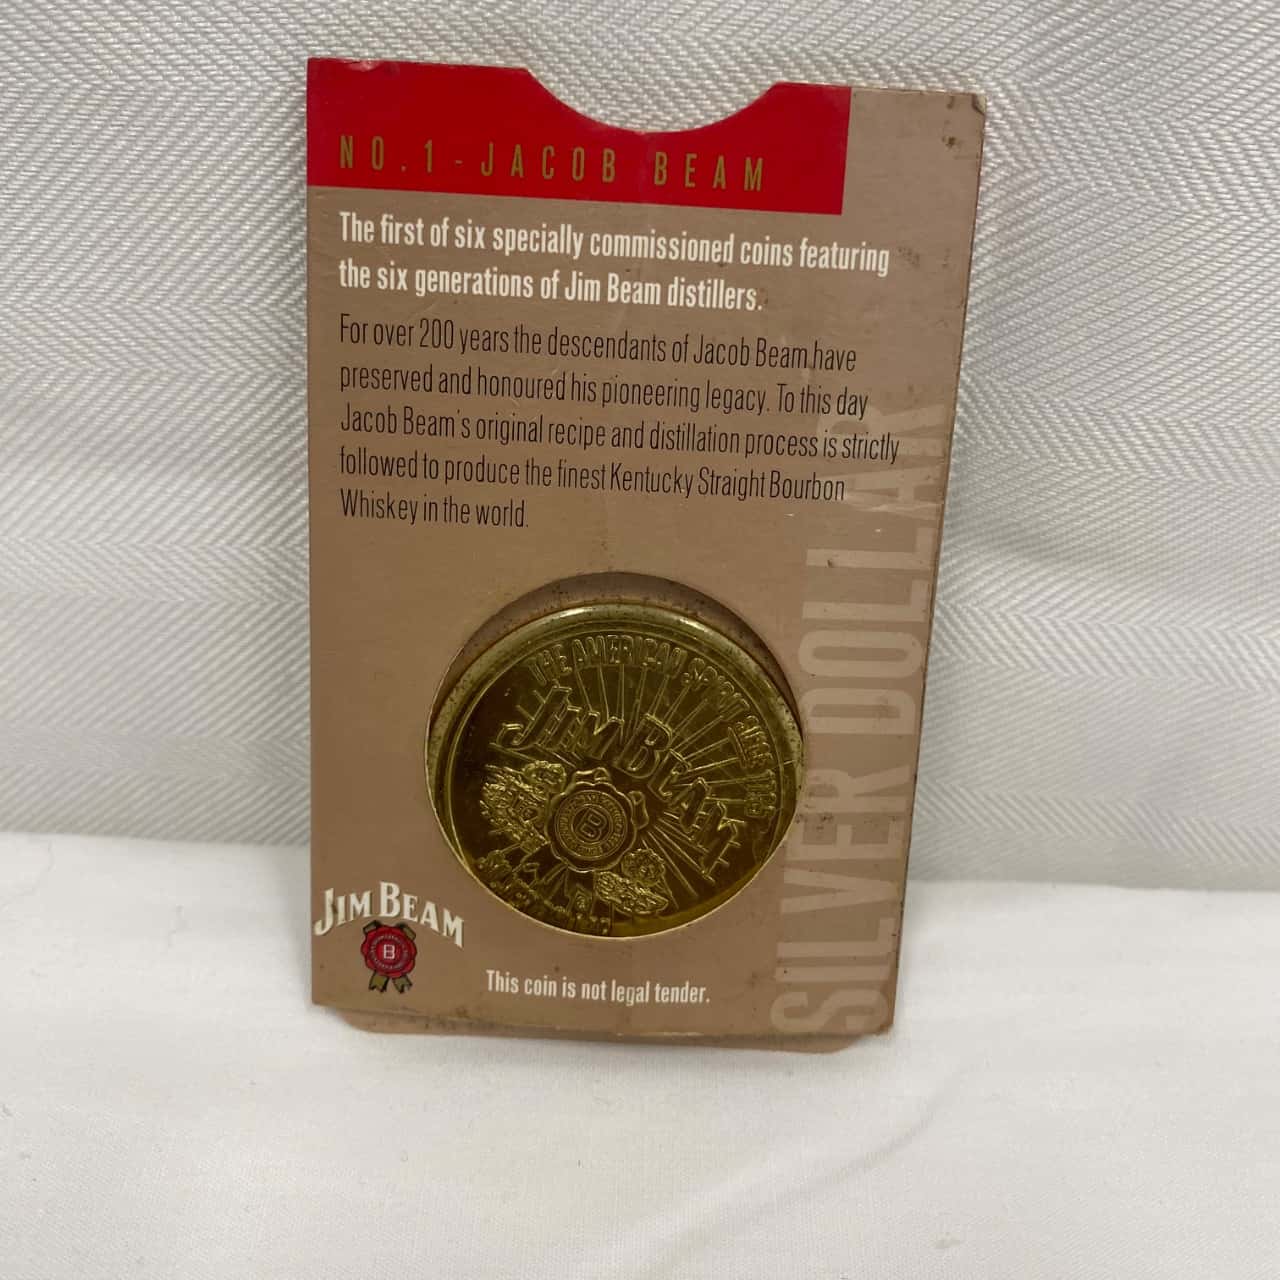 NO.1 - JACOB BEAM
The first of six specially commissioned coins featuring
the six generations of Jim Beam distillers.
For over 200 years the descendants of Jacob Beam have
preserved and honoured his pioneering legacy. To this day
Jacob Beam's original recipe and distillation process is strictly
followed to produce the finest Kentucky Straight Bourbon
Whiskey in the world.
SILVER DOLLAR
THE AMERICAN SPIRIT SINCE 1795
JIM BEAM
B
JIM BEAM
B
This coin is not legal tender.